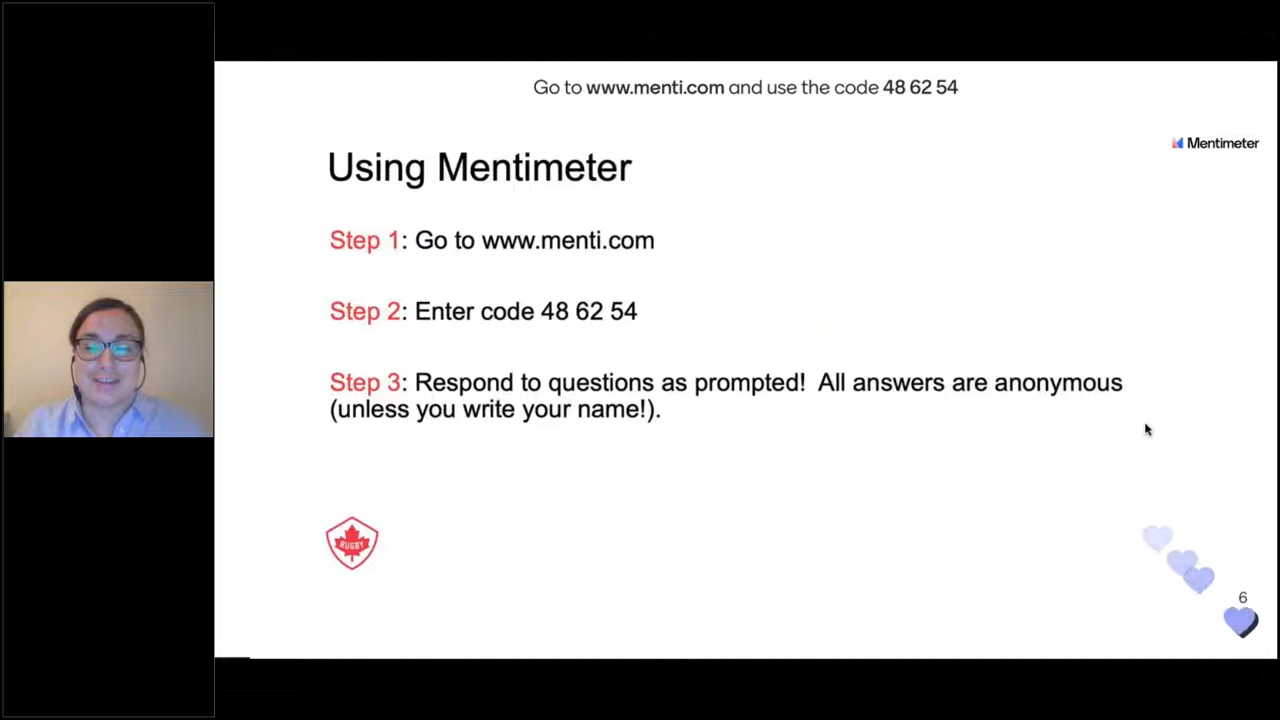 Go to www.menti.com and use the code 48 62 54
Mentimeter
Using Mentimeter
Step 1: Go to www.menti.com
Step 2: Enter code 48 62 54
Step 3: Respond to questions as prompted!  All answers are anonymous
(unless you write your name!).
RUGBY
6